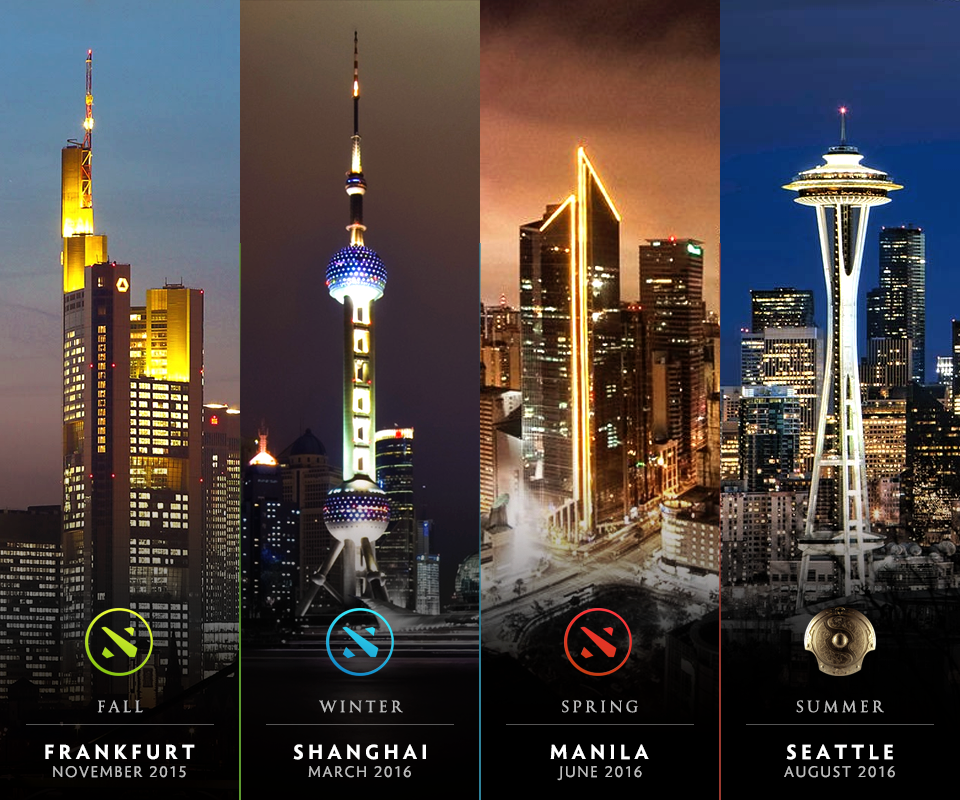 FALL
FRANKFURT
NOVEMBER 2015
WINTER
SHANGHAI
MARCH 2016
SPRING
MANILA
JUNE 2016
SUMMER
SEATTLE
AUGUST 2016